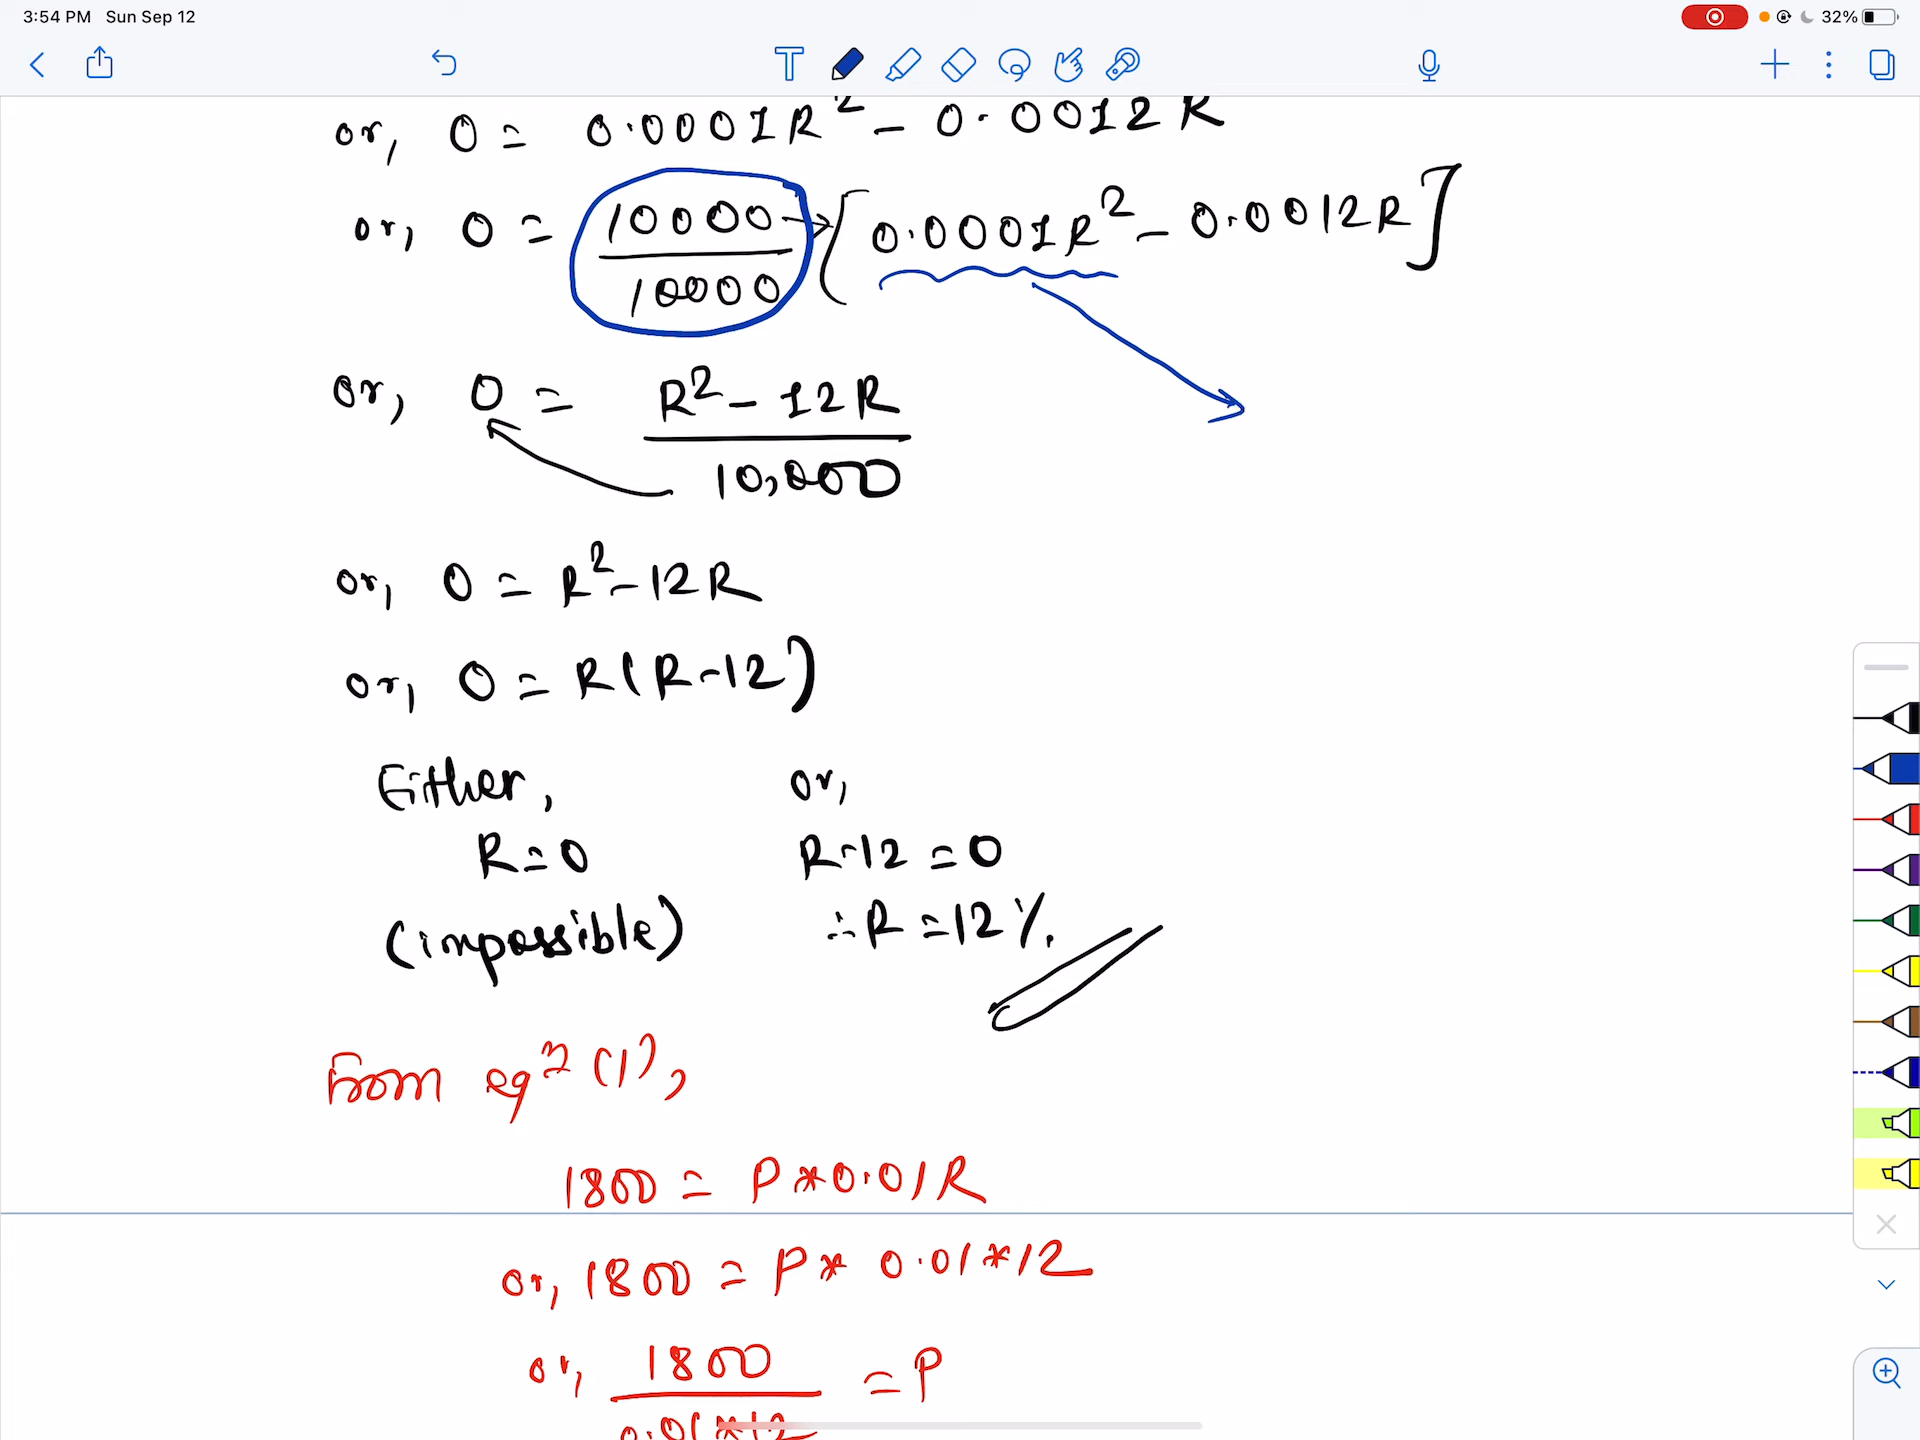 3:54 PM Sun Sep 12
32%
T
or, 0 = 0.0001R² - 0.0012R
or, 0 = 10000/10000 [0.0001R² - 0.0012R]
or, 0 = R² - 12R
10,000
or, 0 = R² - 12R
or, 0 = R(R-12)
Either, or,
R = 0 R-12 = 0
(impossible) ∴ R = 12%.
From eqⁿ (1),
1800 = P*0.01R
or, 1800 = P* 0.01*12
or, 1800 = P
0.01*12